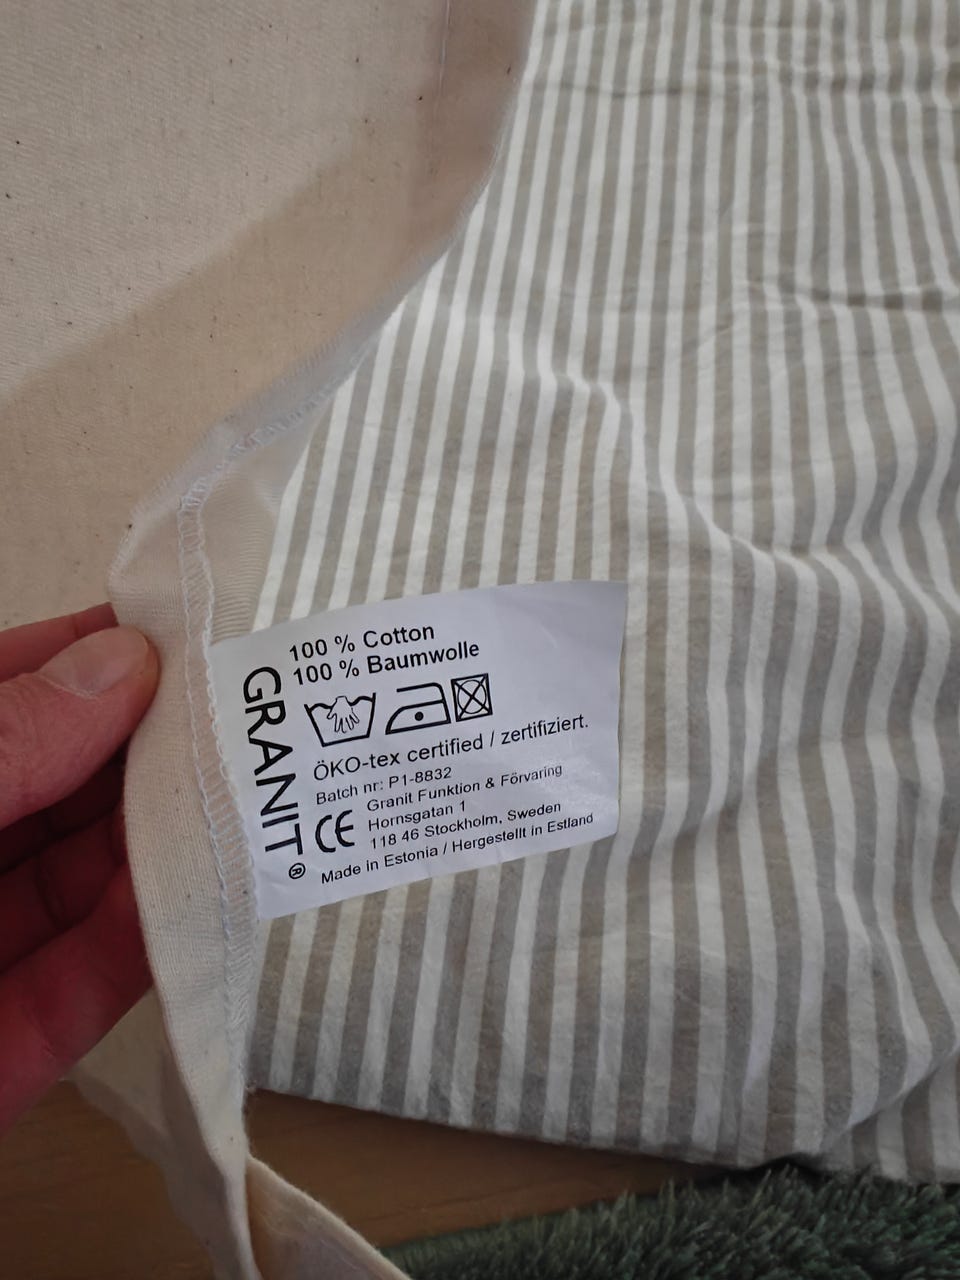 GRANIT®
100 % Cotton
100 % Baumwolle
ÖKO-tex certified / zertifiziert.
Batch nr: P1-8832
CE
Granit Funktion & Förvaring
Hornsgatan 1
118 46 Stockholm, Sweden
Made in Estonia / Hergestellt in Estland